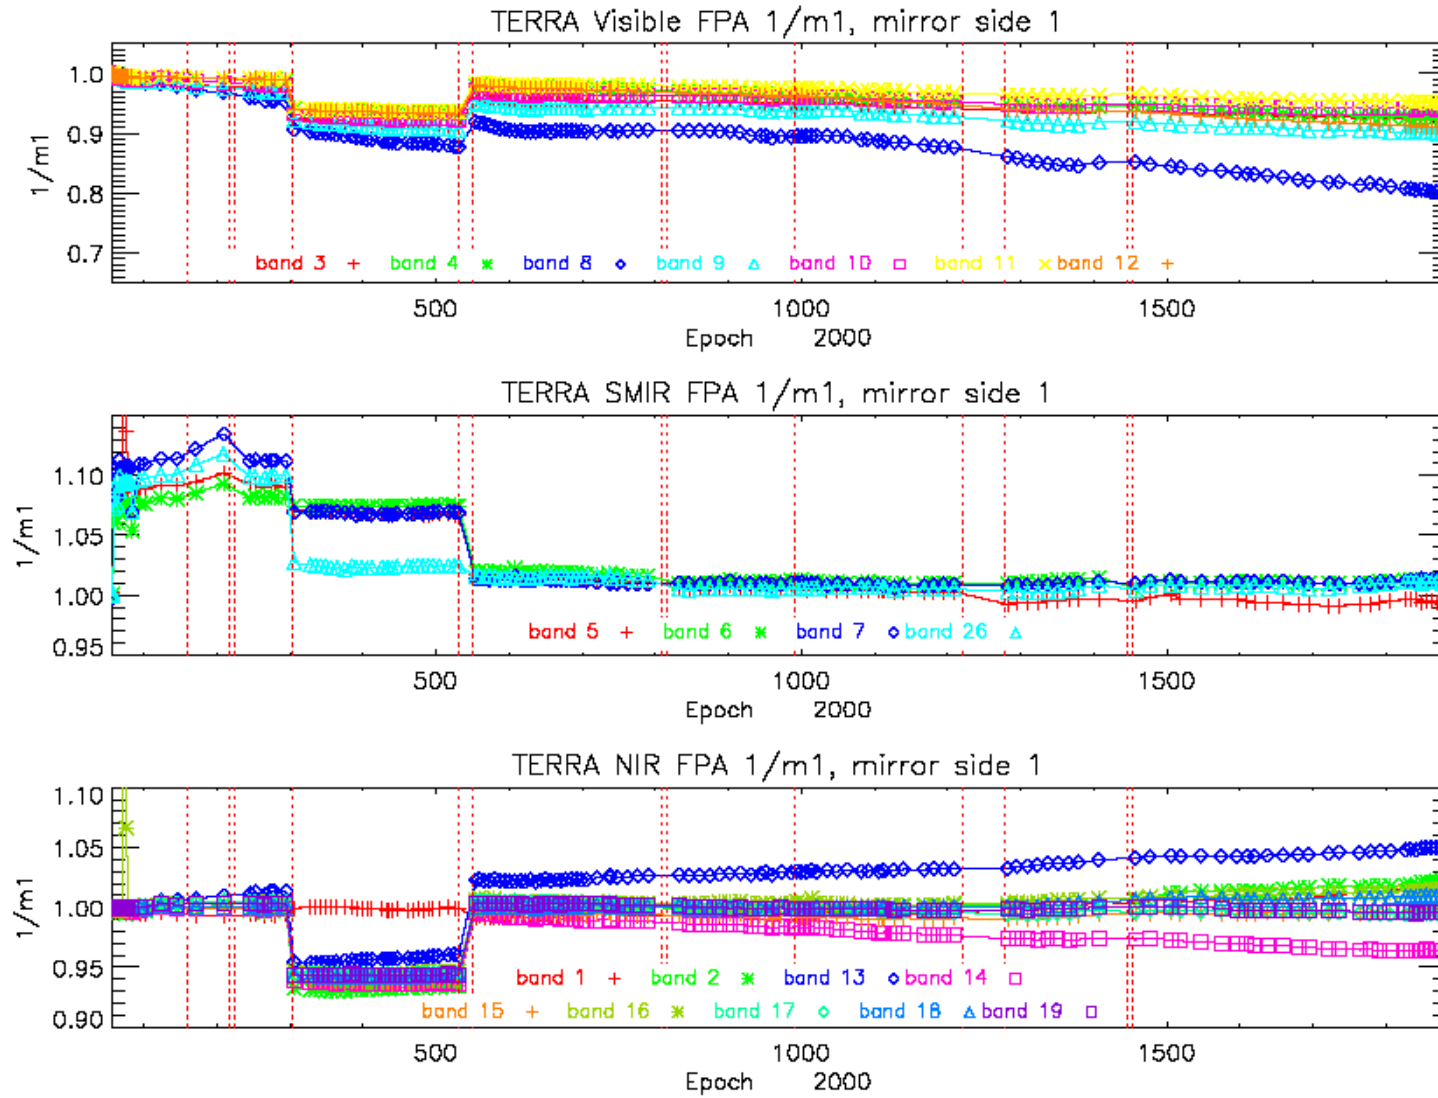 TERRA Visible FPA 1/m1, mirror side 1
1.0
0.9
0.8
0.7
1/m1
band 3 band 4 band 8 band 9 band 10 band 11 band 12
500 1000 1500
Epoch 2000
TERRA SMIR FPA 1/m1, mirror side 1
1.10
1.05
1.00
0.95
1/m1
band 5 band 6 band 7 band 26
500 1000 1500
Epoch 2000
TERRA NIR FPA 1/m1, mirror side 1
1.10
1.05
1.00
0.95
0.90
1/m1
band 1 band 2 band 13 band 14
band 15 band 16 band 17 band 18 band 19
500 1000 1500
Epoch 2000